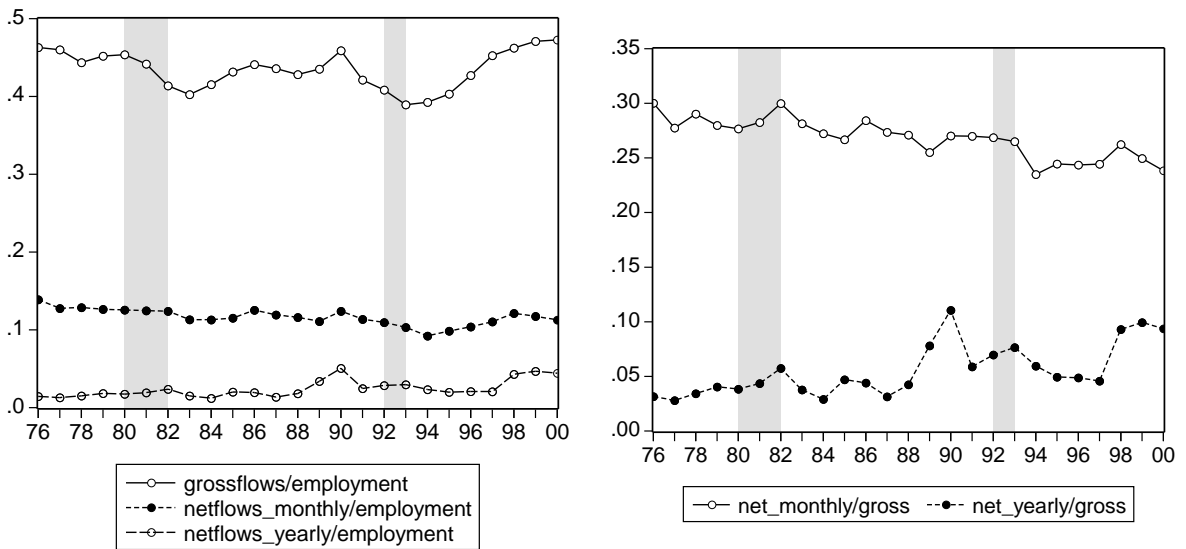 .5
.4
.3
.2
.1
.0
76 78 80 82 84 86 88 90 92 94 96 98 00
grossflows/employment
netflows_monthly/employment
netflows_yearly/employment
.35
.30
.25
.20
.15
.10
.05
.00
76 78 80 82 84 86 88 90 92 94 96 98 00
net_monthly/gross net_yearly/gross